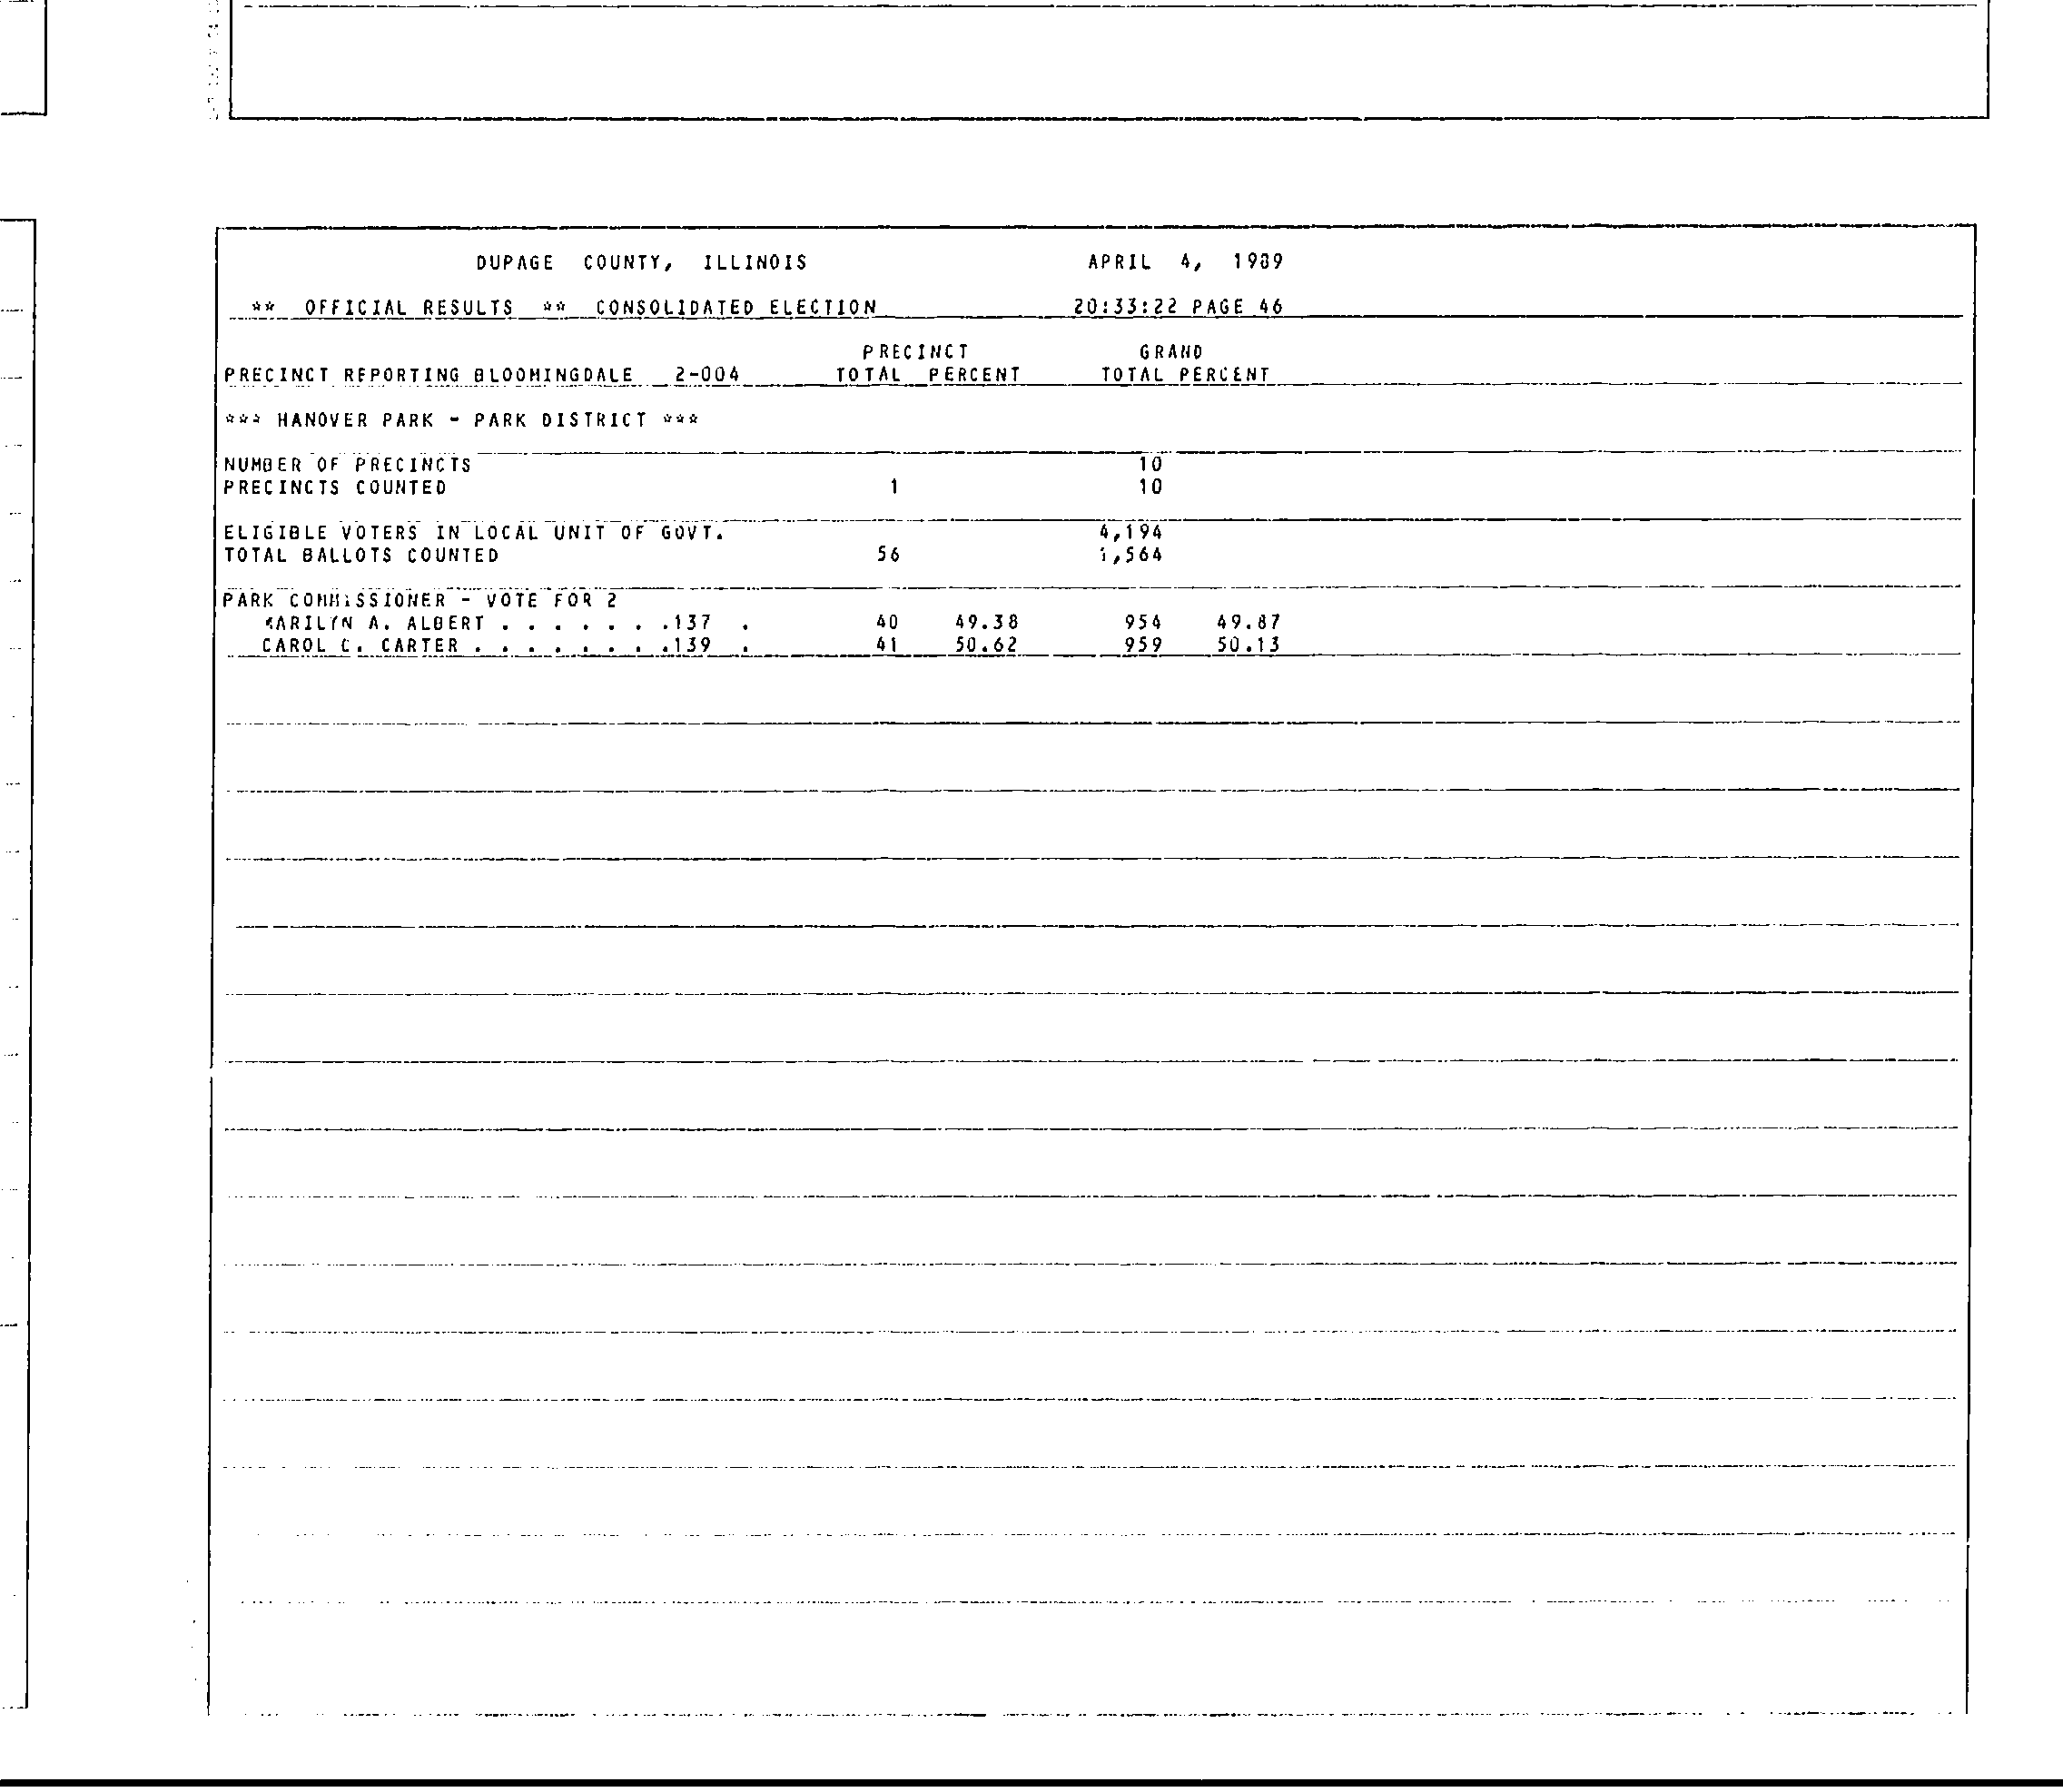 DUPAGE COUNTY, ILLINOIS APRIL 4, 1989
** OFFICIAL RESULTS ** CONSOLIDATED ELECTION 20:33:22 PAGE 46
PRECINCT GRAND
PRECINCT REPORTING BLOOMINGDALE 2-004 TOTAL PERCENT TOTAL PERCENT
*** HANOVER PARK - PARK DISTRICT ***
NUMBER OF PRECINCTS 10
PRECINCTS COUNTED 1 10
ELIGIBLE VOTERS IN LOCAL UNIT OF GOVT. 4,194
TOTAL BALLOTS COUNTED 56 1,564
PARK COMMISSIONER - VOTE FOR 2
MARILYN A. ALBERT . . . . . . .137 . 40 49.38 954 49.87
CAROL C. CARTER . . . . . . . .139 . 41 50.62 959 50.13